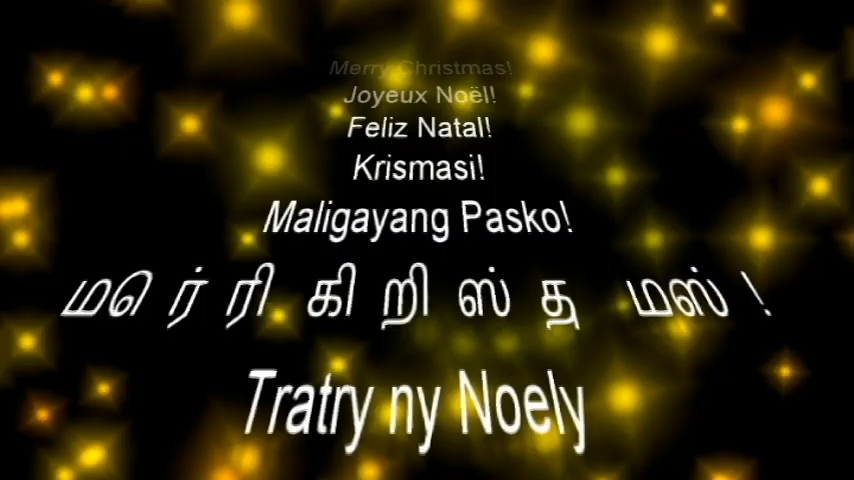 Merry Christmas!
Joyeux Noël!
Feliz Natal!
Krismasi!
Maligayang Pasko!
மெர்ரி கிறிஸ்த மஸ் !
Tratry ny Noely